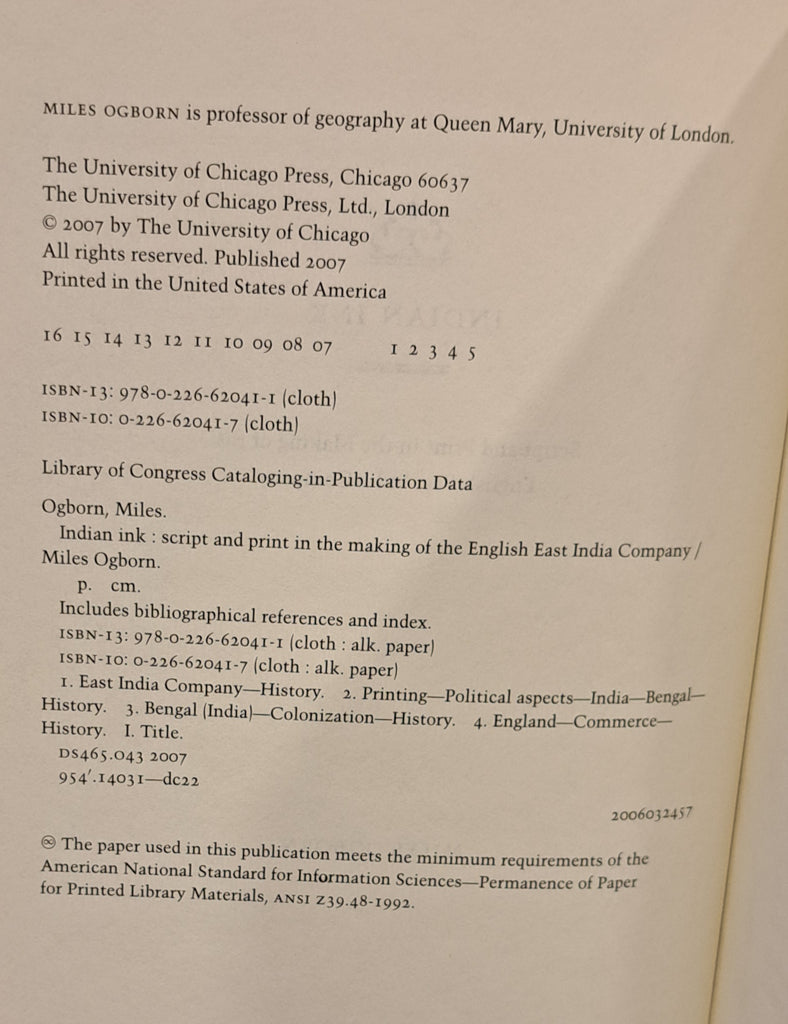 MILES OGBORN is professor of geography at Queen Mary, University of London.
The University of Chicago Press, Chicago 60637
The University of Chicago Press, Ltd., London
© 2007 by The University of Chicago
All rights reserved. Published 2007
Printed in the United States of America
16 15 14 13 12 11 10 09 08 07 1 2 3 4 5
ISBN-13: 978-0-226-62041-1 (cloth)
ISBN-10: 0-226-62041-7 (cloth)
Library of Congress Cataloging-in-Publication Data
Ogborn, Miles.
Indian ink : script and print in the making of the English East India Company /
Miles Ogborn.
p. cm.
Includes bibliographical references and index.
ISBN-13: 978-0-226-62041-1 (cloth : alk. paper)
ISBN-10: 0-226-62041-7 (cloth : alk. paper)
1. East India Company—History. 2. Printing—Political aspects—India—Bengal—
History. 3. Bengal (India)—Colonization—History. 4. England—Commerce—
History. I. Title.
DS465.O43 2007
954′.14031—dc22
2006032457
♾ The paper used in this publication meets the minimum requirements of the
American National Standard for Information Sciences—Permanence of Paper
for Printed Library Materials, ANSI Z39.48-1992.